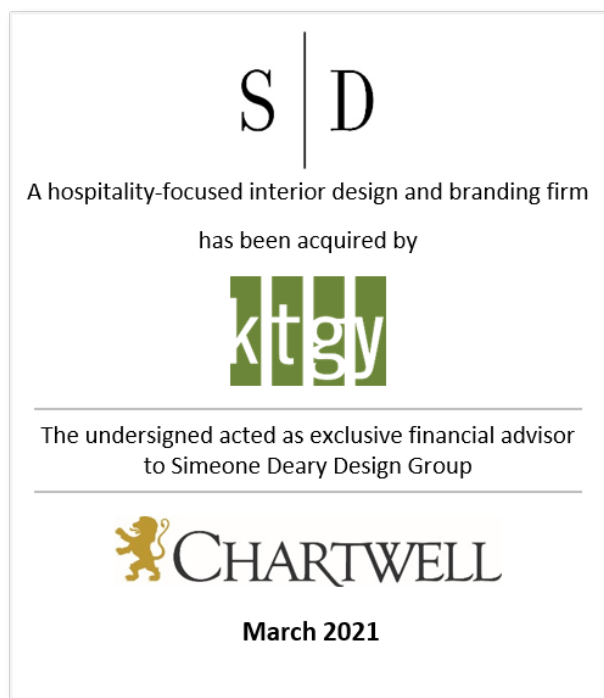 S | D
A hospitality-focused interior design and branding firm
has been acquired by
ktgy
The undersigned acted as exclusive financial advisor
to Simeone Deary Design Group
CHARTWELL
March 2021